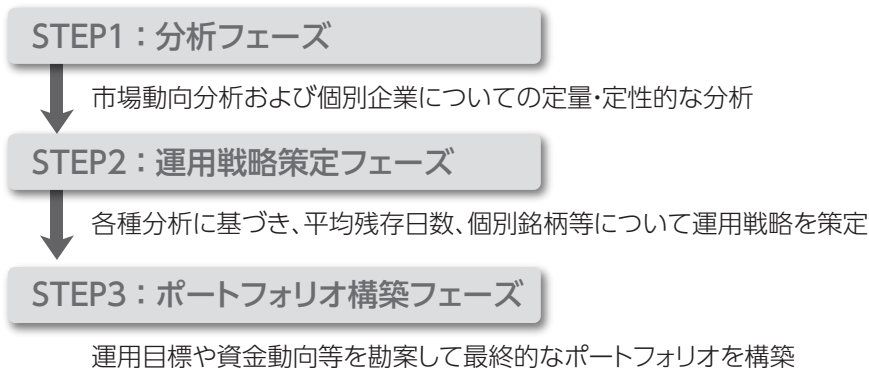 STEP1：分析フェーズ
市場動向分析および個別企業についての定量・定性的な分析
STEP2：運用戦略策定フェーズ
各種分析に基づき、平均残存日数、個別銘柄等について運用戦略を策定
STEP3：ポートフォリオ構築フェーズ
運用目標や資金動向等を勘案して最終的なポートフォリオを構築